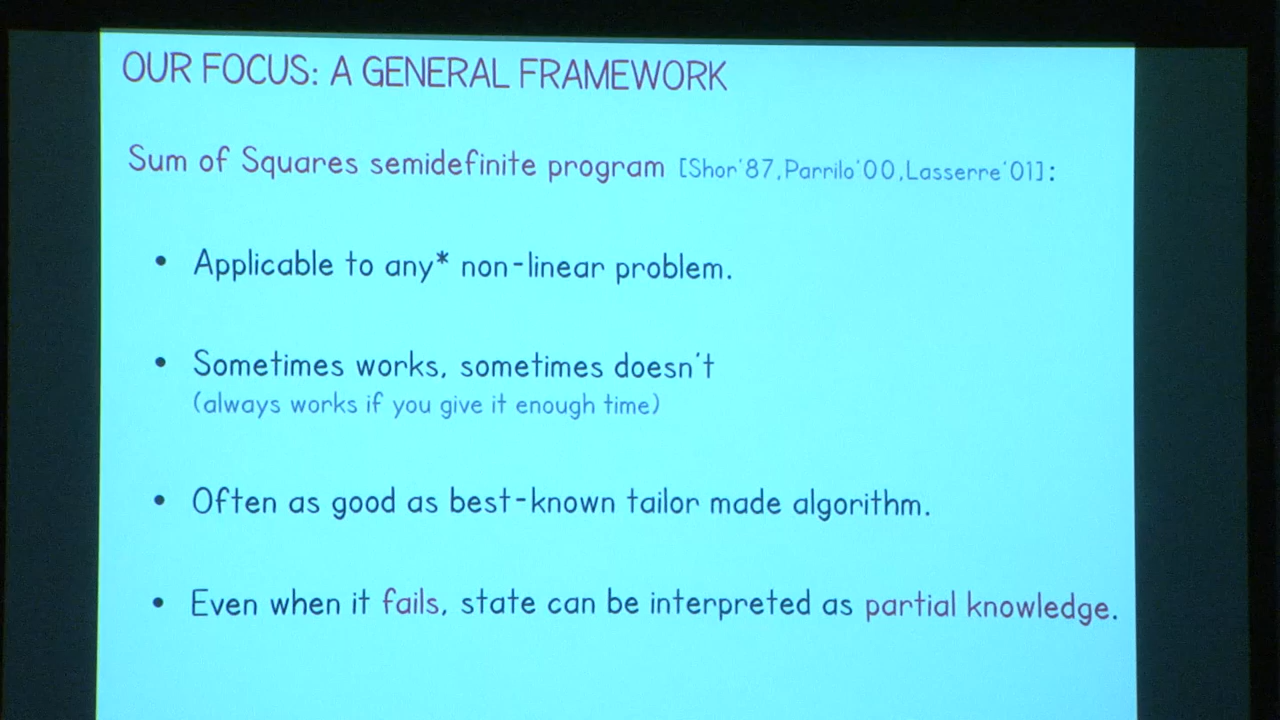 OUR FOCUS: A GENERAL FRAMEWORK
Sum of Squares semidefinite program [Shor'87,Parrilo'00,Lasserre'01]:
• Applicable to any* non-linear problem.
• Sometimes works, sometimes doesn't
(always works if you give it enough time)
• Often as good as best-known tailor made algorithm.
• Even when it fails, state can be interpreted as partial knowledge.